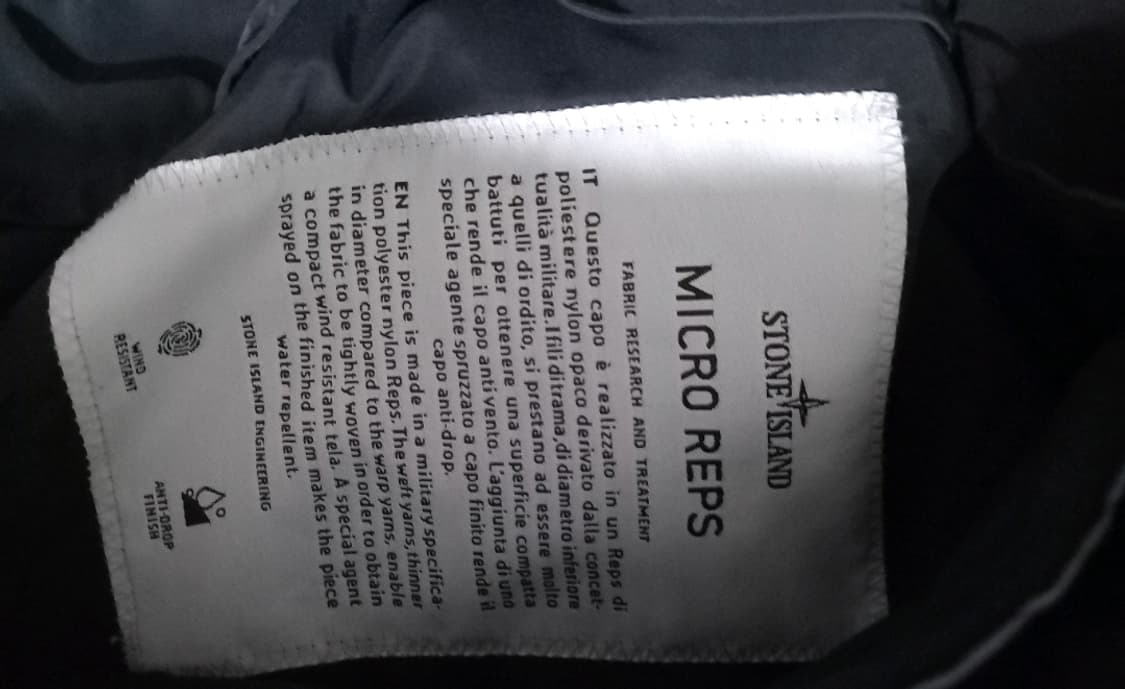 STONE ISLAND
MICRO REPS
FABRIC RESEARCH AND TREATMENT
IT Questo capo è realizzato in un Reps di
poliestere nylon opaco derivato dalla concet-
tualità militare. I fili di trama, di diametro inferiore
a quelli di ordito, si prestano ad essere molto
battuti per ottenere una superficie compatta
che rende il capo antivento. L'aggiunta di uno
speciale agente spruzzato a capo finito rende il
capo anti-drop.
EN This piece is made in a military specifica-
tion polyester nylon Reps. The weft yarns, thinner
in diameter compared to the warp yarns, enable
the fabric to be tightly woven in order to obtain
a compact wind resistant tela. A special agent
sprayed on the finished item makes the piece
water repellent.
STONE ISLAND ENGINEERING
WIND
RESISTANT
ANTI-DROP
FINISH